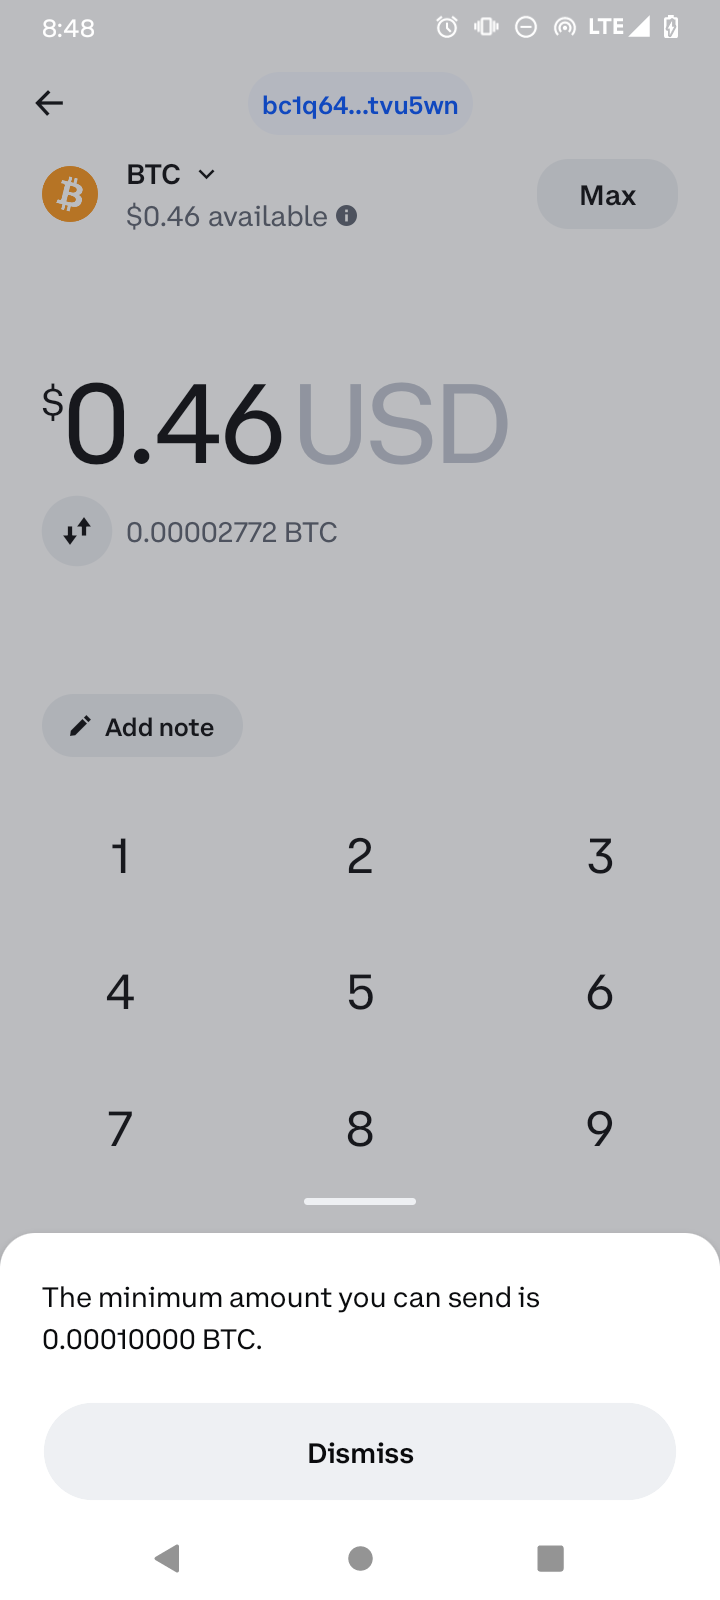 8:48
LTE
bc1q64...tvu5wn
BTC
$0.46 available
Max
$0.46 USD
0.00002772 BTC
Add note
1 2 3
4 5 6
7 8 9
The minimum amount you can send is
0.00010000 BTC.
Dismiss